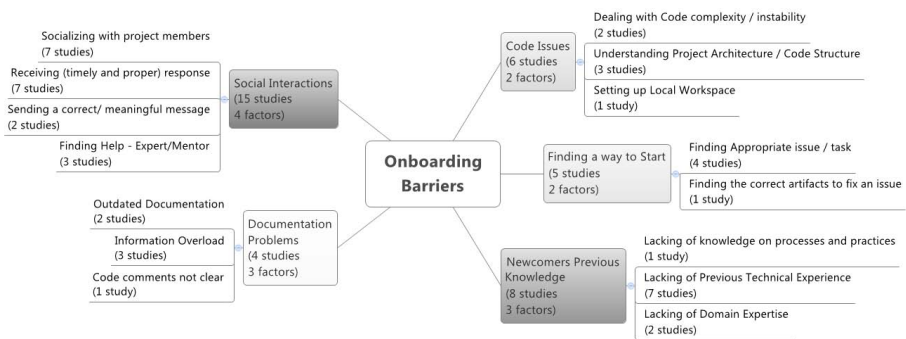 Onboarding
Barriers
Social Interactions
(15 studies
4 factors)
Socializing with project members
(7 studies)
Receiving (timely and proper) response
(7 studies)
Sending a correct/ meaningful message
(2 studies)
Finding Help - Expert/Mentor
(3 studies)
Documentation
Problems
(4 studies
3 factors)
Outdated Documentation
(2 studies)
Information Overload
(3 studies)
Code comments not clear
(1 study)
Code Issues
(6 studies
2 factors)
Dealing with Code complexity / instability
(2 studies)
Understanding Project Architecture / Code Structure
(3 studies)
Setting up Local Workspace
(1 study)
Finding a way to Start
(5 studies
2 factors)
Finding Appropriate issue / task
(4 studies)
Finding the correct artifacts to fix an issue
(1 study)
Newcomers Previous
Knowledge
(8 studies
3 factors)
Lacking of knowledge on processes and practices
(1 study)
Lacking of Previous Technical Experience
(7 studies)
Lacking of Domain Expertise
(2 studies)